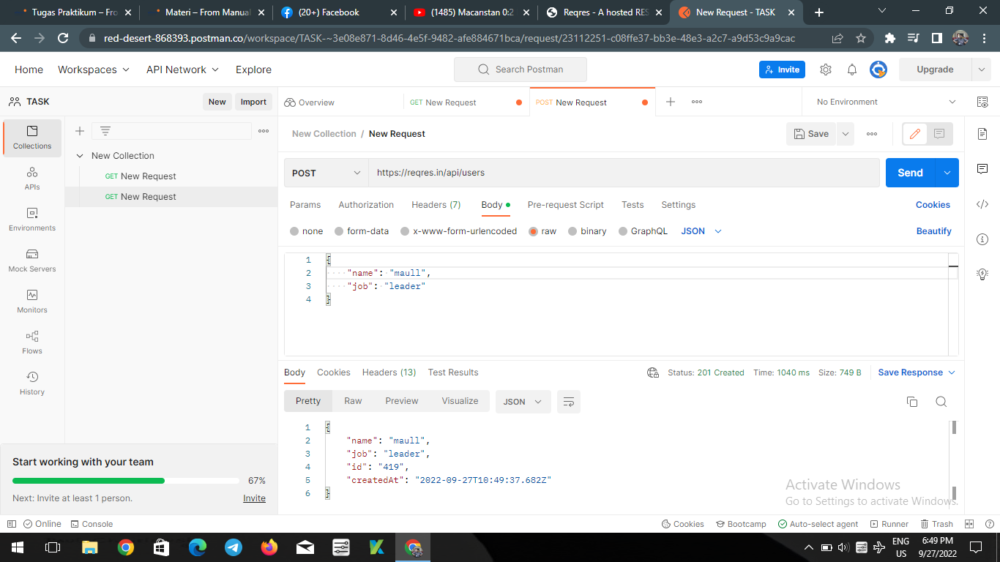 Tugas Praktikum – Fro
Materi – From Manual
(20+) Facebook
(1485) Macarıstan 0:2
Reqres - A hosted RES
New Request - TASK
red-desert-868393.postman.co/workspace/TASK-~3e08e871-8d46-4e5f-9482-afe884671bca/request/23112251-c08ffe37-bb3e-48e3-a2c7-a9d53c9a9cac
Home Workspaces API Network Explore Search Postman Invite Upgrade
TASK New Import Overview GET New Request POST New Request No Environment
New Collection / New Request Save
Collections
APIs
Environments
Mock Servers
Monitors
Flows
History
New Collection
GET New Request
GET New Request
POST https://reqres.in/api/users Send
Params Authorization Headers (7) Body Pre-request Script Tests Settings Cookies
none form-data x-www-form-urlencoded raw binary GraphQL JSON Beautify
1 {
2 "name": "maull",
3 "job": "leader"
4 }
Body Cookies Headers (13) Test Results Status: 201 Created Time: 1040 ms Size: 749 B Save Response
Pretty Raw Preview Visualize JSON
1 {
2 "name": "maull",
3 "job": "leader",
4 "id": "419",
5 "createdAt": "2022-09-27T10:49:37.682Z"
6 }
Start working with your team
67%
Next: Invite at least 1 person. Invite
Activate Windows
Go to Settings to activate Windows.
Online Console Cookies Bootcamp Auto-select agent Runner Trash
ENG
US
6:49 PM
9/27/2022